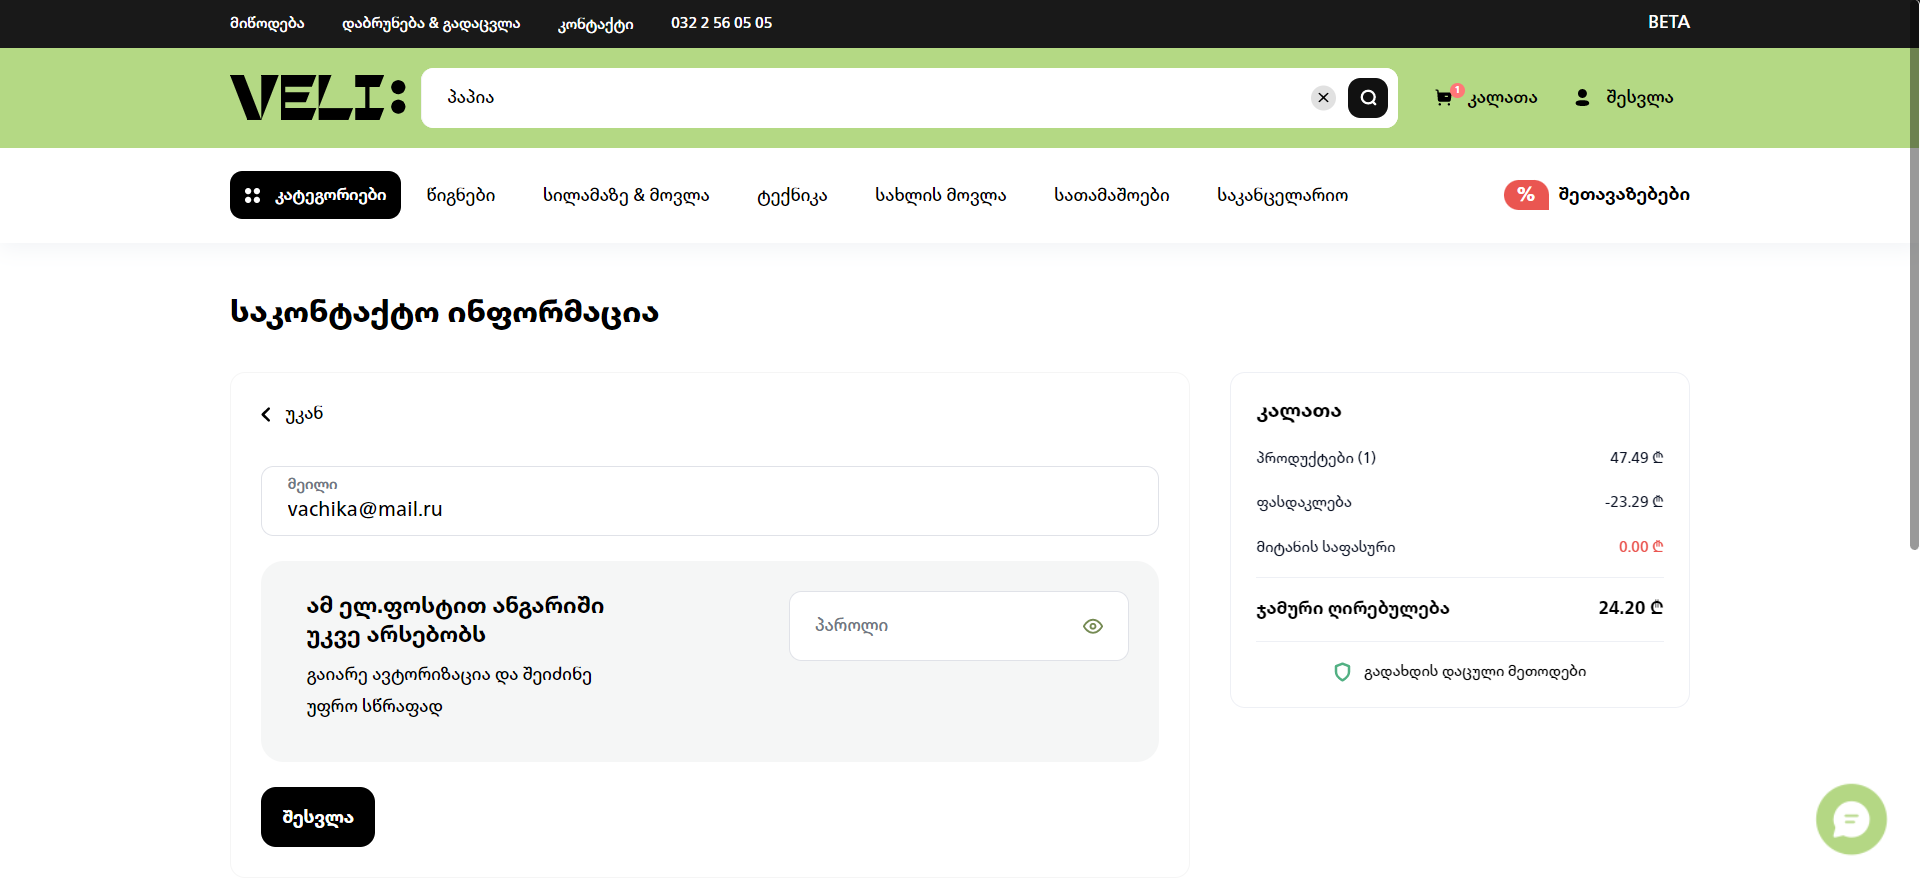 მიწოდება
დაბრუნება & გადაცვლა
კონტაქტი
032 2 56 05 05
BETA
VELI:
პაპია
1
კალათა
შესვლა
კატეგორიები
წიგნები
სილამაზე & მოვლა
ტექნიკა
სახლის მოვლა
სათამაშოები
საკანცელარიო
%
შეთავაზებები
საკონტაქტო ინფორმაცია
უკან
მეილი
vachika@mail.ru
ამ ელ.ფოსტით ანგარიში
უკვე არსებობს
გაიარე ავტორიზაცია და შეიძინე
უფრო სწრაფად
პაროლი
შესვლა
კალათა
პროდუქტები (1) 47.49 ₾
ფასდაკლება -23.29 ₾
მიტანის საფასური 0.00 ₾
ჯამური ღირებულება 24.20 ₾
გადახდის დაცული მეთოდები